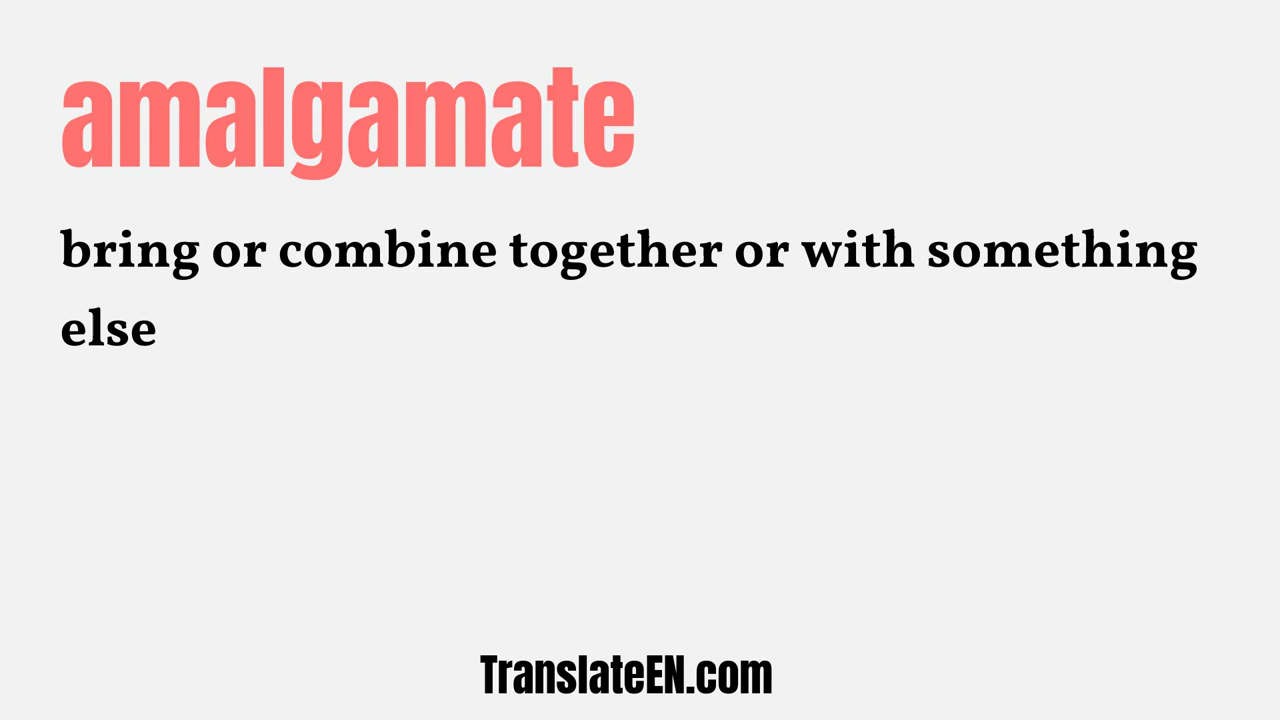 amalgamate
bring or combine together or with something
else
TranslateEN.com